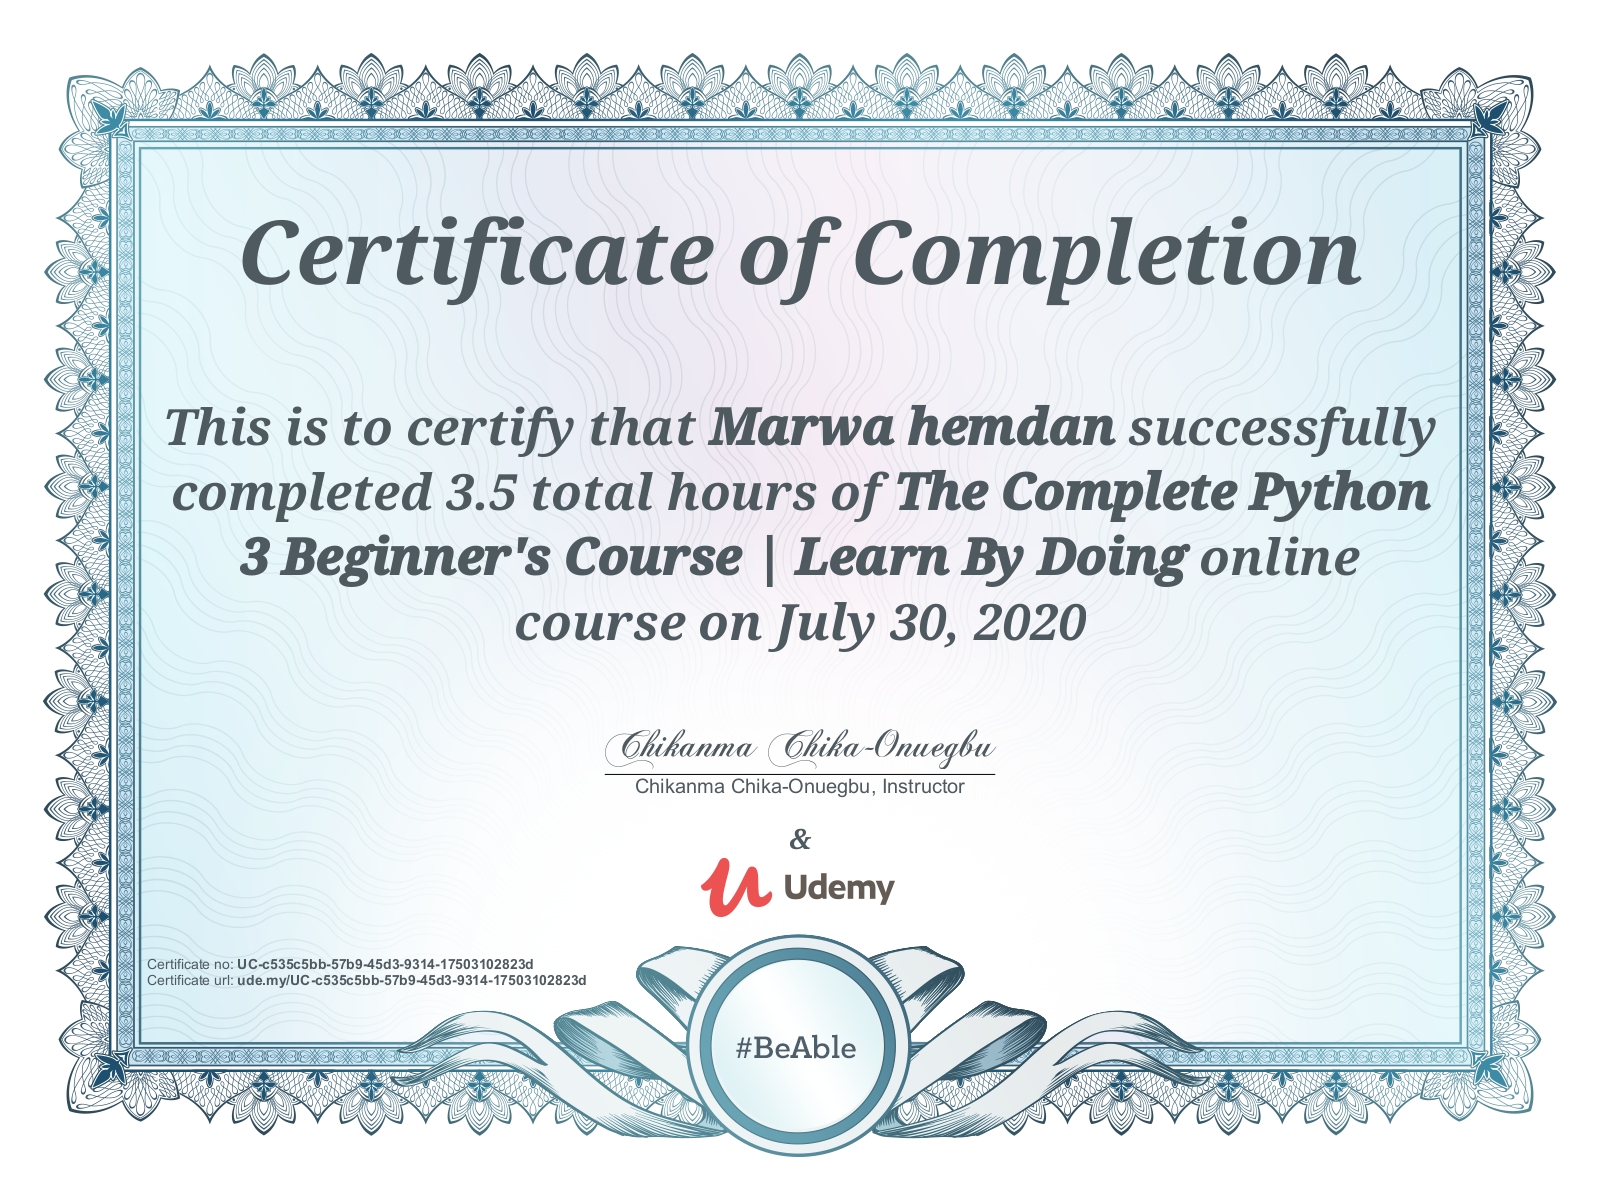 Certificate of Completion
This is to certify that Marwa hemdan successfully
completed 3.5 total hours of The Complete Python
3 Beginner's Course | Learn By Doing online
course on July 30, 2020
Chikanma Chika-Onuegbu
Chikanma Chika-Onuegbu, Instructor
&
Udemy
Certificate no: UC-c535c5bb-57b9-45d3-9314-17503102823d
Certificate url: ude.my/UC-c535c5bb-57b9-45d3-9314-17503102823d
#BeAble